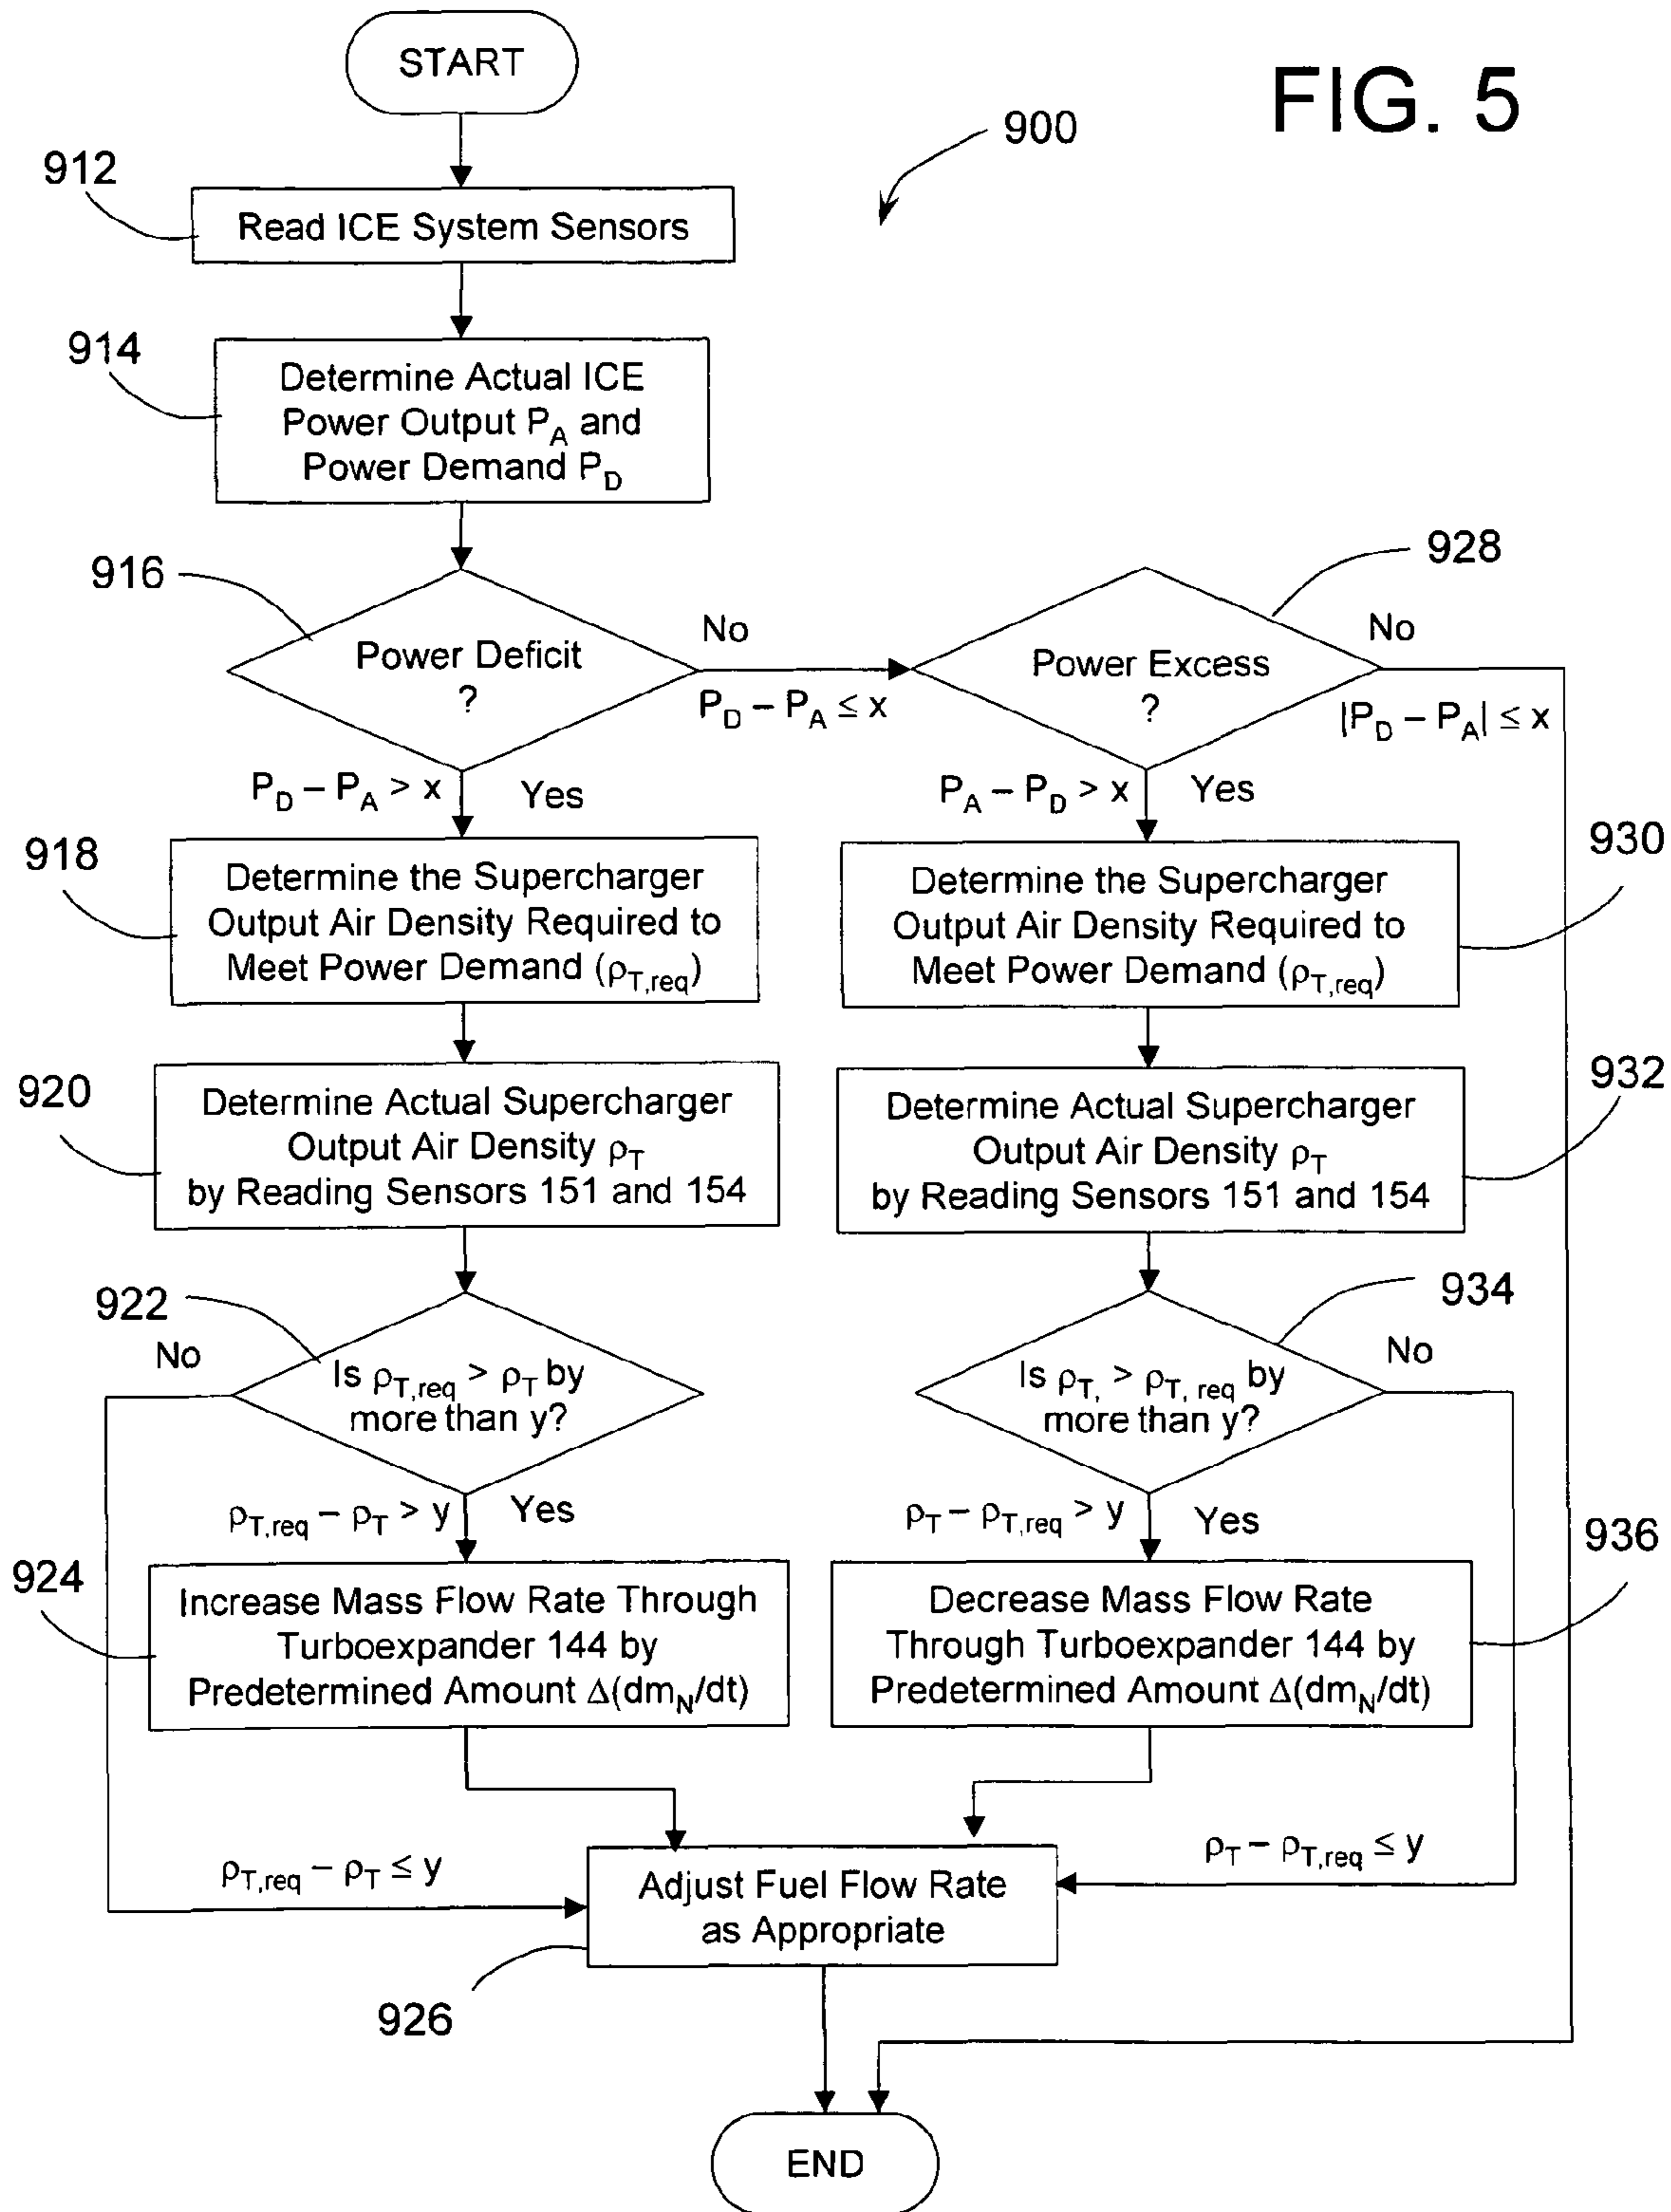 START
FIG. 5
900
912
Read ICE System Sensors
914
Determine Actual ICE
Power Output P_A and
Power Demand P_D
916
Power Deficit
?
No
P_D – P_A ≤ x
928
Power Excess
?
No
|P_D – P_A| ≤ x
P_D – P_A > x
Yes
P_A – P_D > x
Yes
918
Determine the Supercharger
Output Air Density Required to
Meet Power Demand (ρ_T,req)
930
Determine the Supercharger
Output Air Density Required to
Meet Power Demand (ρ_T,req)
920
Determine Actual Supercharger
Output Air Density ρ_T
by Reading Sensors 151 and 154
932
Determine Actual Supercharger
Output Air Density ρ_T
by Reading Sensors 151 and 154
922
No
Is ρ_T,req > ρ_T by
more than y?
934
No
Is ρ_T, > ρ_T, req by
more than y?
ρ_T,req – ρ_T > y
Yes
ρ_T – ρ_T,req > y
Yes
924
Increase Mass Flow Rate Through
Turboexpander 144 by
Predetermined Amount Δ(dm_N/dt)
936
Decrease Mass Flow Rate
Through Turboexpander 144 by
Predetermined Amount Δ(dm_N/dt)
ρ_T,req – ρ_T ≤ y
ρ_T – ρ_T,req ≤ y
Adjust Fuel Flow Rate
as Appropriate
926
END